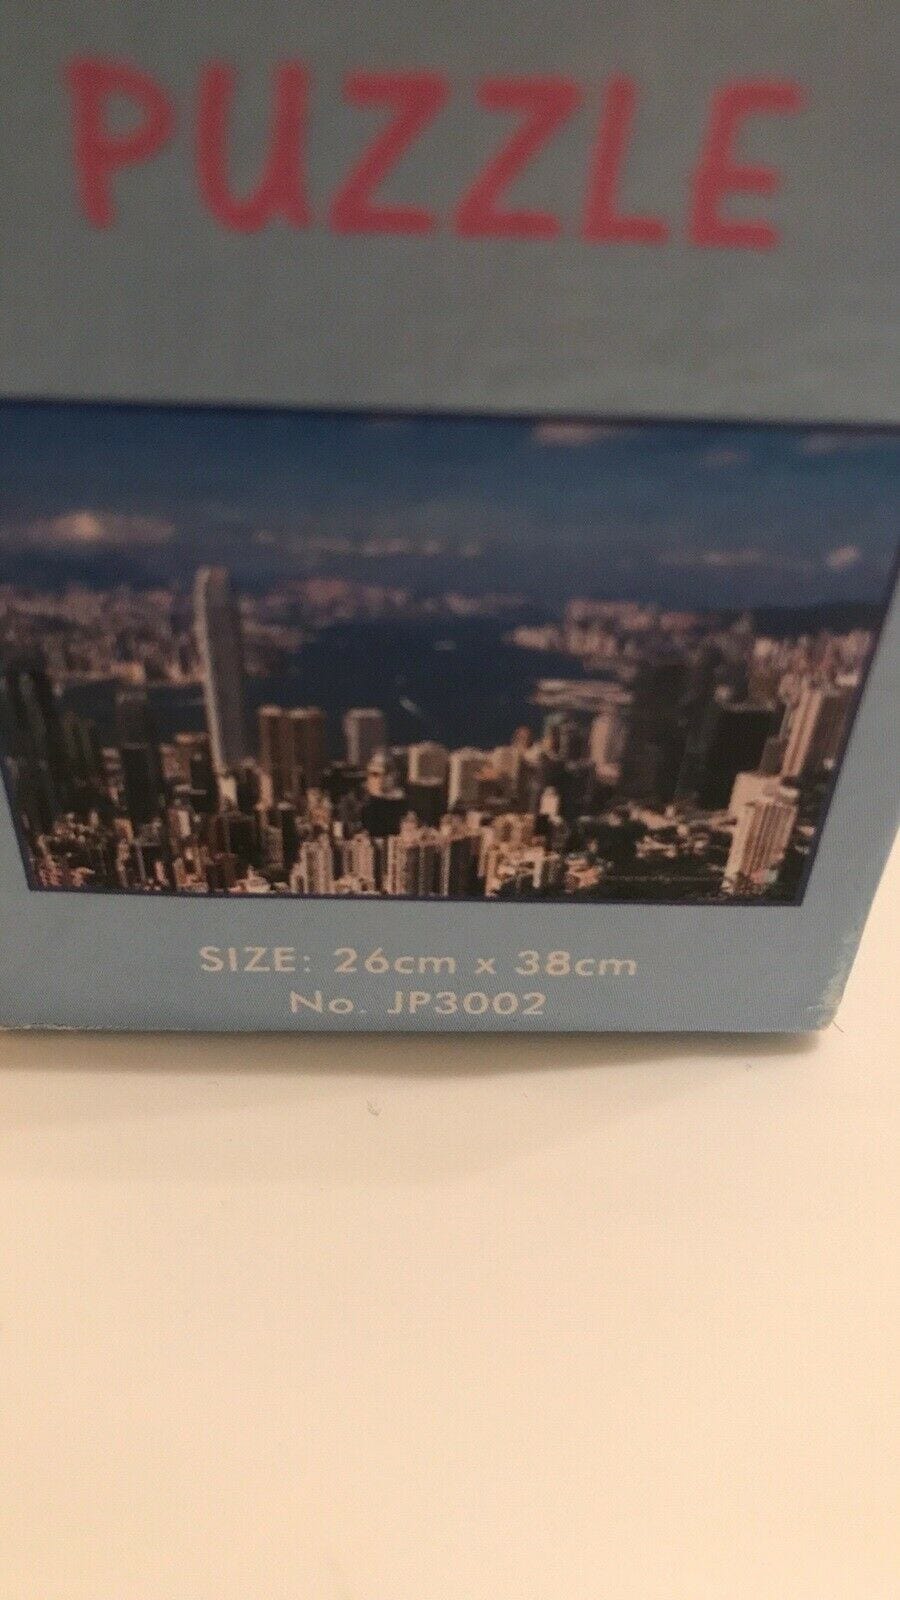 PUZZLE
SIZE: 26cm x 38cm
No. JP3002